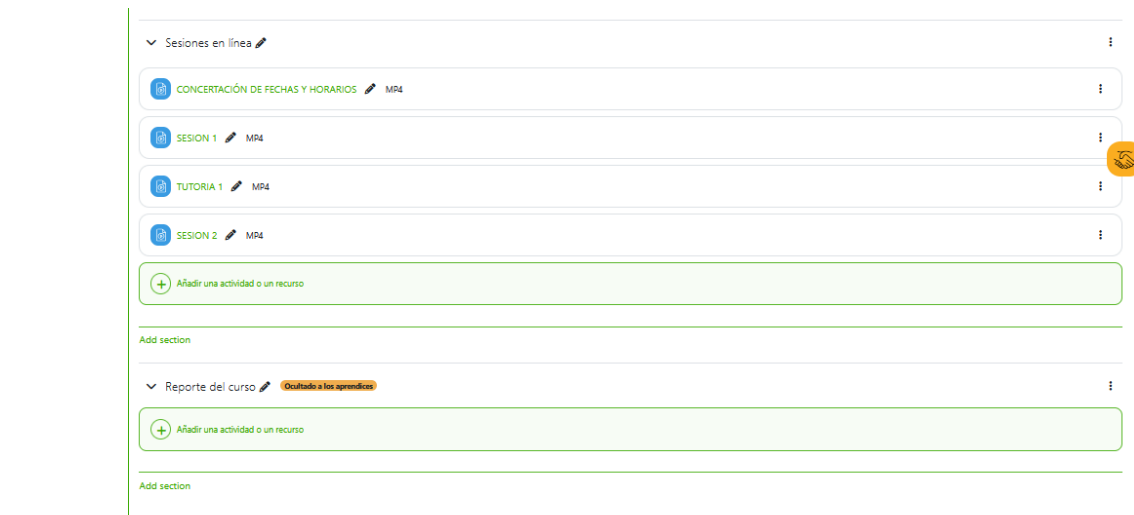 Sesiones en línea
CONCERTACIÓN DE FECHAS Y HORARIOS MP4
SESION 1 MP4
TUTORIA 1 MP4
SESION 2 MP4
Añadir una actividad o un recurso
Add section
Reporte del curso Ocultado a los aprendices
Añadir una actividad o un recurso
Add section